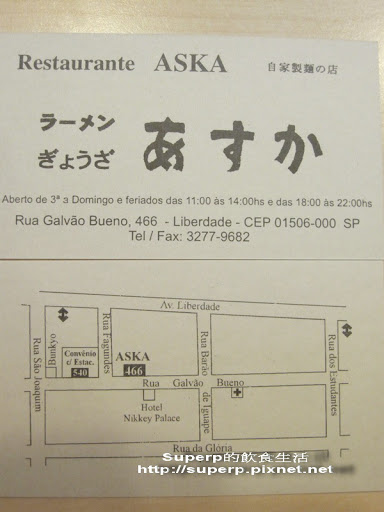 Restaurante ASKA 自家製麺の店
ラーメン
ぎょうざ
あすか
Aberto de 3ª a Domingo e feriados das 11:00 às 14:00hs e das 18:00 às 22:00hs
Rua Galvão Bueno, 466 - Liberdade - CEP 01506-000 SP
Tel / Fax: 3277-9682
Av. Liberdade
Rua São Joaquim
Bunkyo
Convênio
c/ Estac.
540
Rua Fagundes
ASKA
466
Rua Barão
de Iguape
Rua dos Estudantes
Rua Galvão Bueno
Hotel
Nikkey Palace
Rua da Glória
Superp的飲食生活
http://superp.pixnet.net